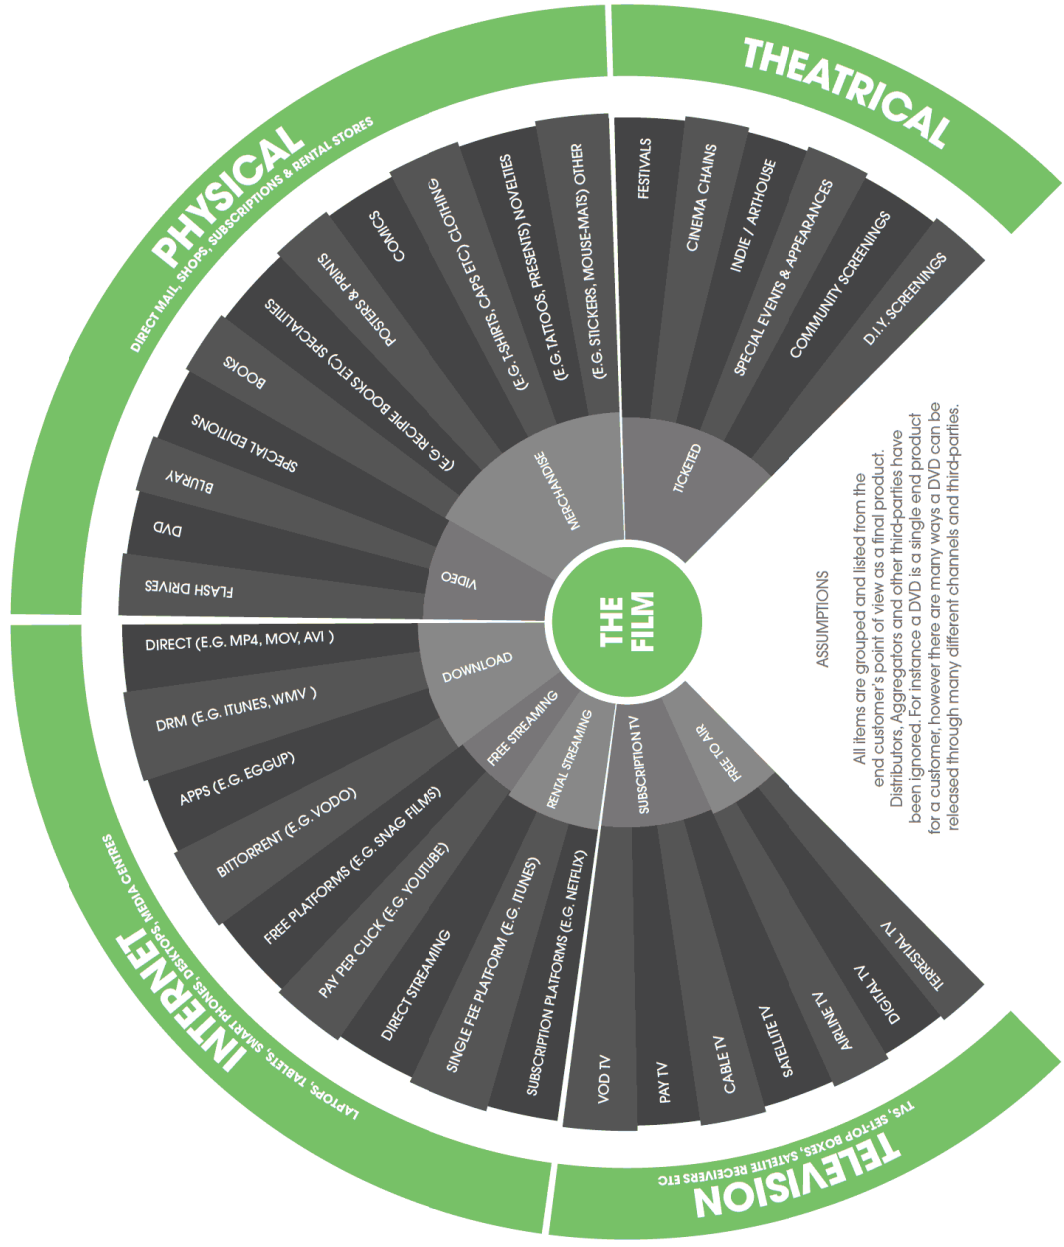 THE
FILM
THEATRICAL
TICKETED
FESTIVALS
CINEMA CHAINS
INDIE / ARTHOUSE
SPECIAL EVENTS & APPEARANCES
COMMUNITY SCREENINGS
D.I.Y. SCREENINGS
PHYSICAL
DIRECT MAIL, SHOPS, SUBSCRIPTIONS & RENTAL STORES
MERCHANDISE
(E.G. STICKERS, MOUSE-MATS) OTHER
(E.G. TATTOOS, PRESENTS) NOVELTIES
(E.G. T-SHIRTS, CAPS ETC) CLOTHING
COMICS
POSTERS & PRINTS
(E.G. RECIPIE BOOKS ETC) SPECIALITIES
BOOKS
VIDEO
SPECIAL EDITIONS
BLURAY
DVD
FLASH DRIVES
INTERNET
LAPTOPS, TABLETS, SMART PHONES, DESKTOPS, MEDIA CENTRES
DOWNLOAD
DIRECT (E.G. MP4, MOV, AVI )
DRM (E.G. ITUNES, WMV )
APPS (E.G. EGGUP)
BITTORRENT (E.G. VODO)
FREE STREAMING
FREE PLATFORMS (E.G. SNAG FILMS)
PAY PER CLICK (E.G. YOUTUBE)
RENTAL STREAMING
DIRECT STREAMING
SINGLE FEE PLATFORM (E.G. ITUNES)
SUBSCRIPTION PLATFORMS (E.G. NETFLIX)
TELEVISION
TVS, SET-TOP BOXES, SATELITE RECEIVERS ETC
SUBSCRIPTION TV
VOD TV
PAY TV
CABLE TV
SATELLITE TV
FREE TO AIR
AIRLINE TV
DIGITAL TV
TERRESTIAL TV
ASSUMPTIONS
All items are grouped and listed from the
end customer's point of view as a final product.
Distributors, Aggregators and other third-parties have
been ignored. For instance a DVD is a single end product
for a customer, however there are many ways a DVD can be
released through many different channels and third-parties.